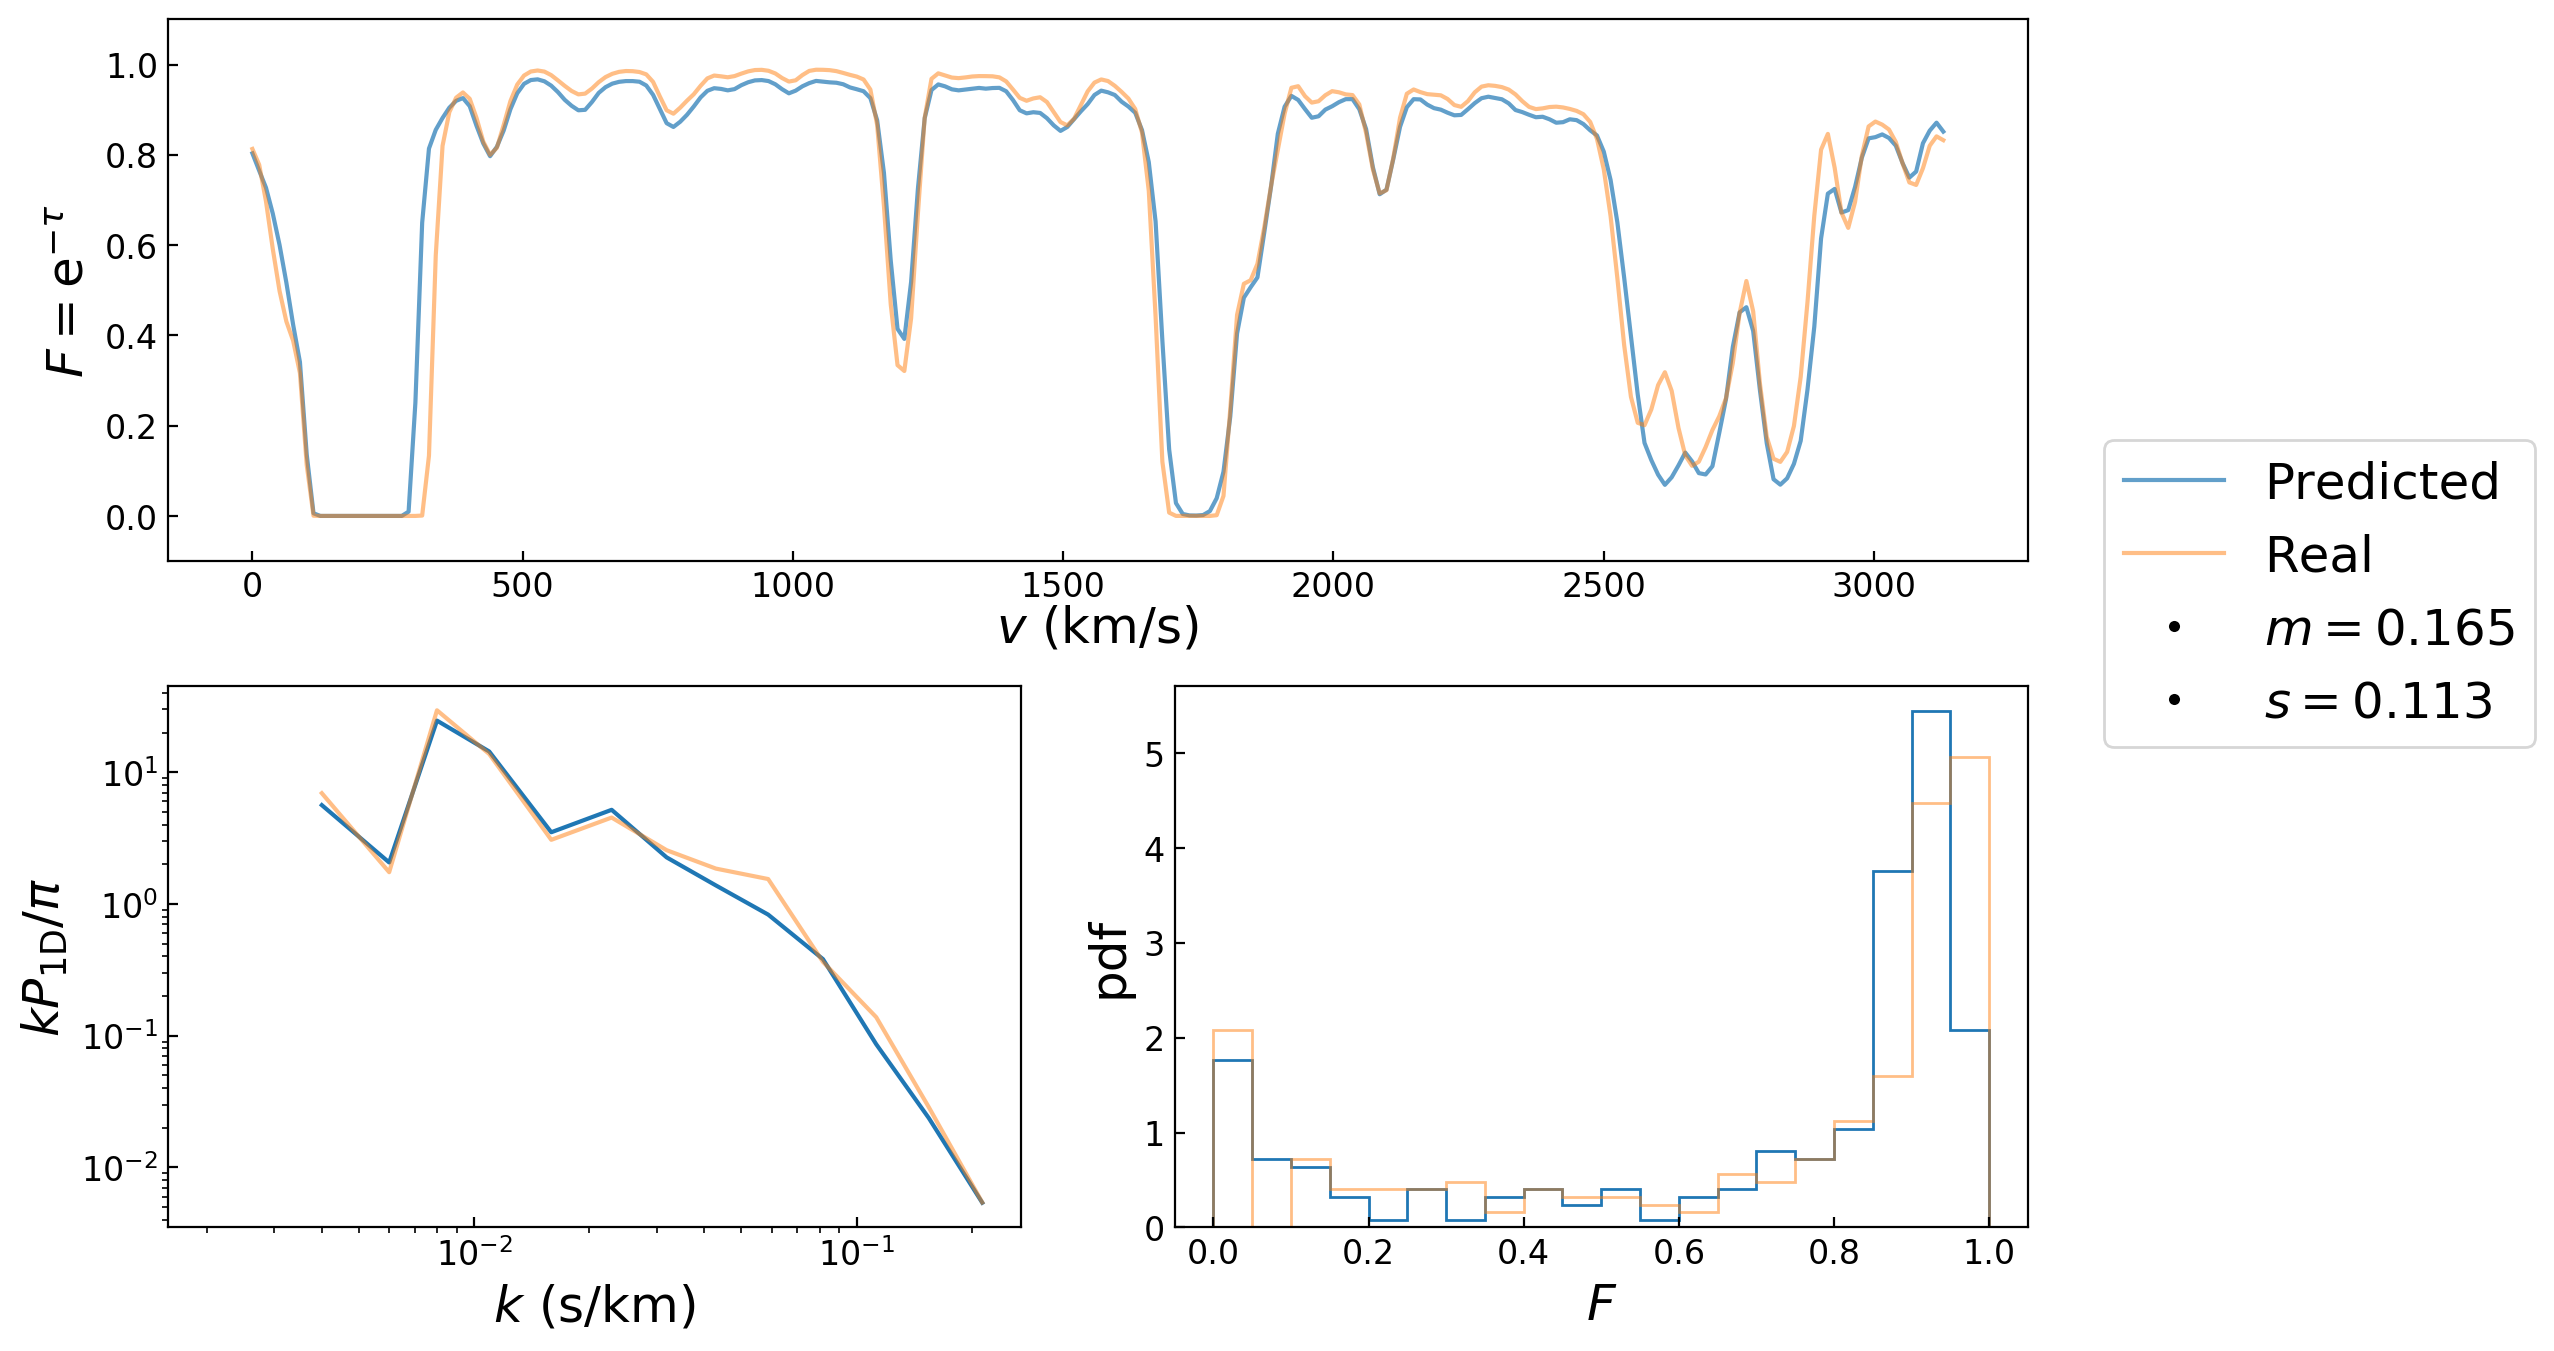 F = e^{−τ}
1.0
0.8
0.6
0.4
0.2
0.0
0 500 1000 1500 2000 2500 3000
v (km/s)
Predicted
Real
m = 0.165
s = 0.113
kP_{1D}/π
10^1
10^0
10^{−1}
10^{−2}
10^{−2} 10^{−1}
k (s/km)
pdf
5
4
3
2
1
0
0.0 0.2 0.4 0.6 0.8 1.0
F